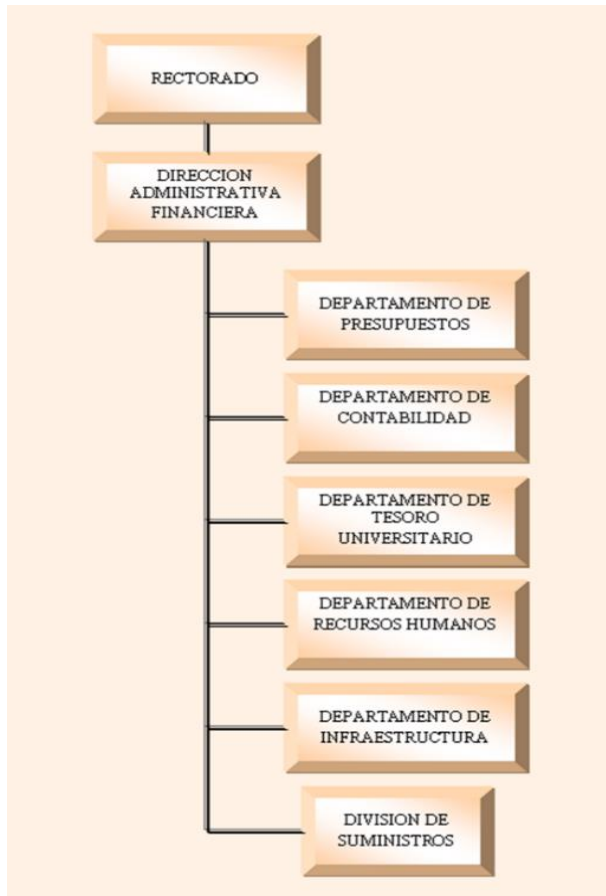 RECTORADO
DIRECCION
ADMINISTRATIVA
FINANCIERA
DEPARTAMENTO DE
PRESUPUESTOS
DEPARTAMENTO DE
CONTABILIDAD
DEPARTAMENTO DE
TESORO
UNIVERSITARIO
DEPARTAMENTO DE
RECURSOS HUMANOS
DEPARTAMENTO DE
INFRAESTRUCTURA
DIVISION DE
SUMINISTROS